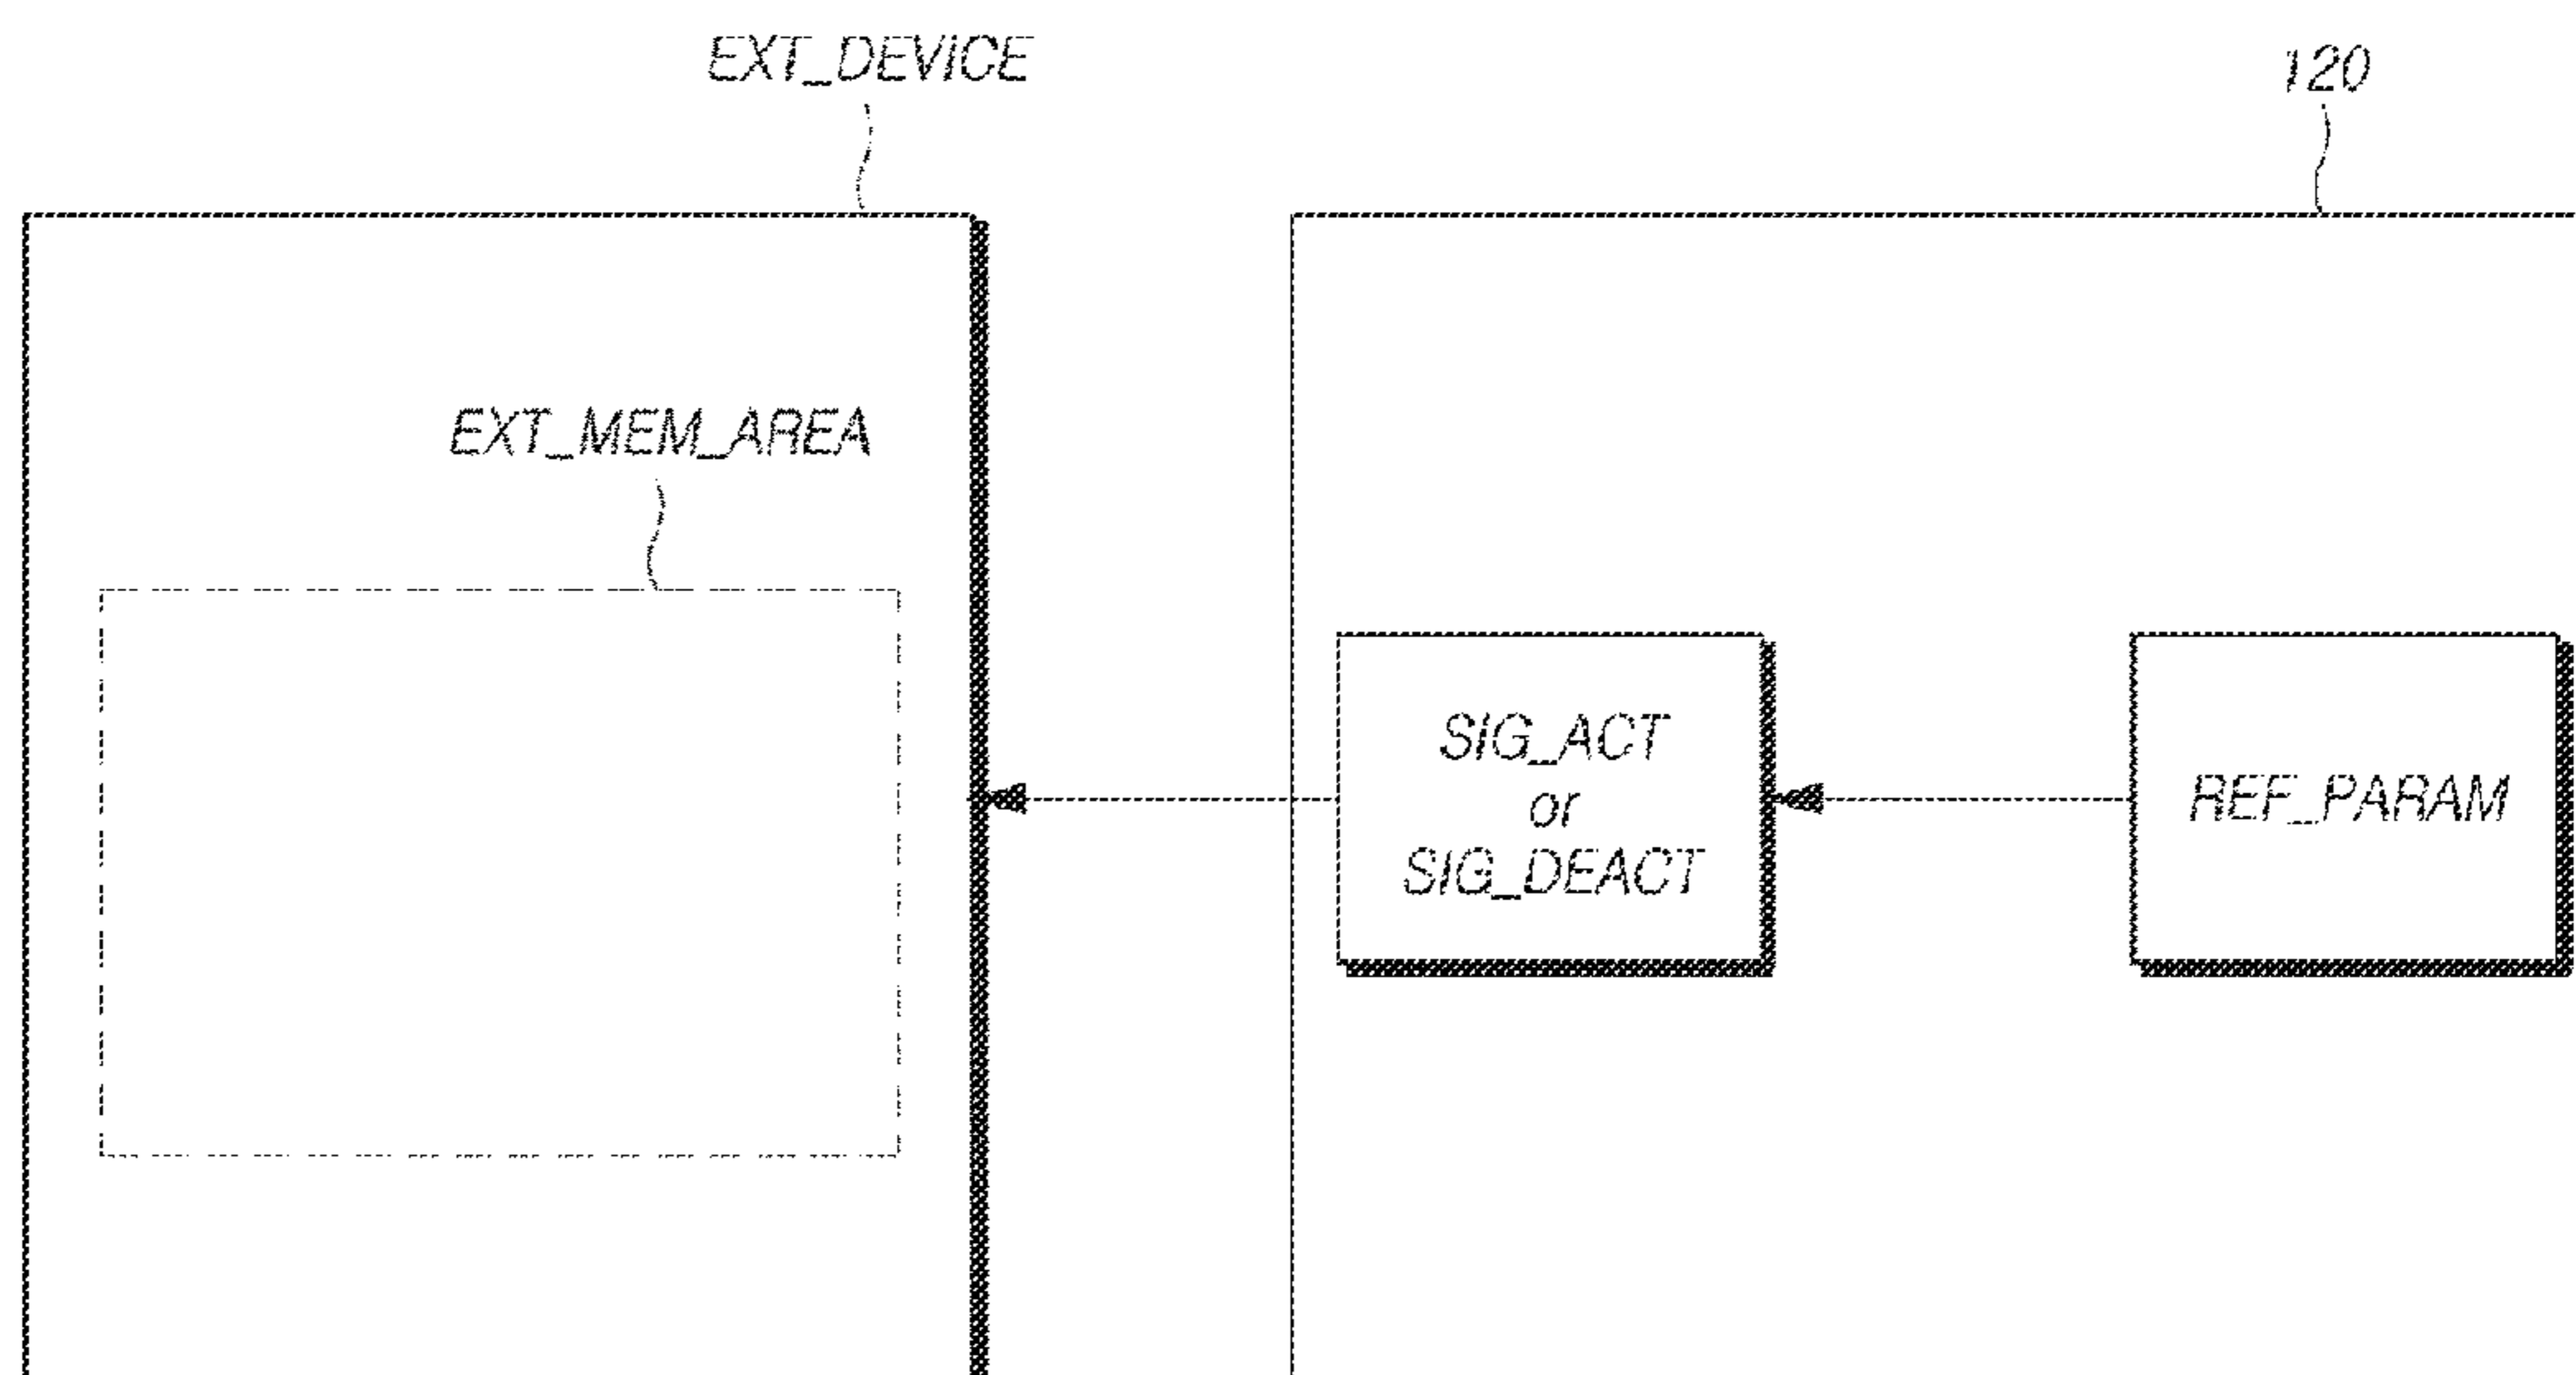 EXT_DEVICE
120
EXT_MEM_AREA
SIG_ACT
or
SIG_DEACT
REF_PARAM